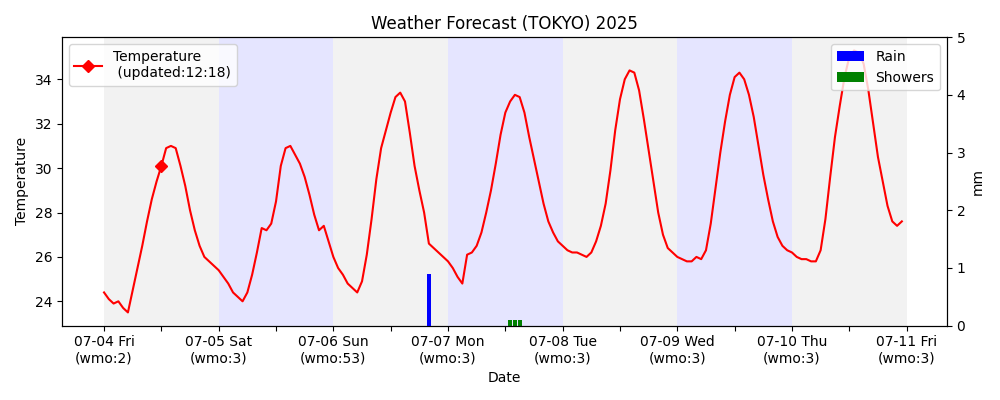 Weather Forecast (TOKYO) 2025
Temperature
(updated:12:18)
Rain
Showers
Temperature
34
32
30
28
26
24
5
4
3
2
1
0
mm
07-04 Fri
(wmo:2)
07-05 Sat
(wmo:3)
07-06 Sun
(wmo:53)
07-07 Mon
(wmo:3)
07-08 Tue
(wmo:3)
07-09 Wed
(wmo:3)
07-10 Thu
(wmo:3)
07-11 Fri
(wmo:3)
Date